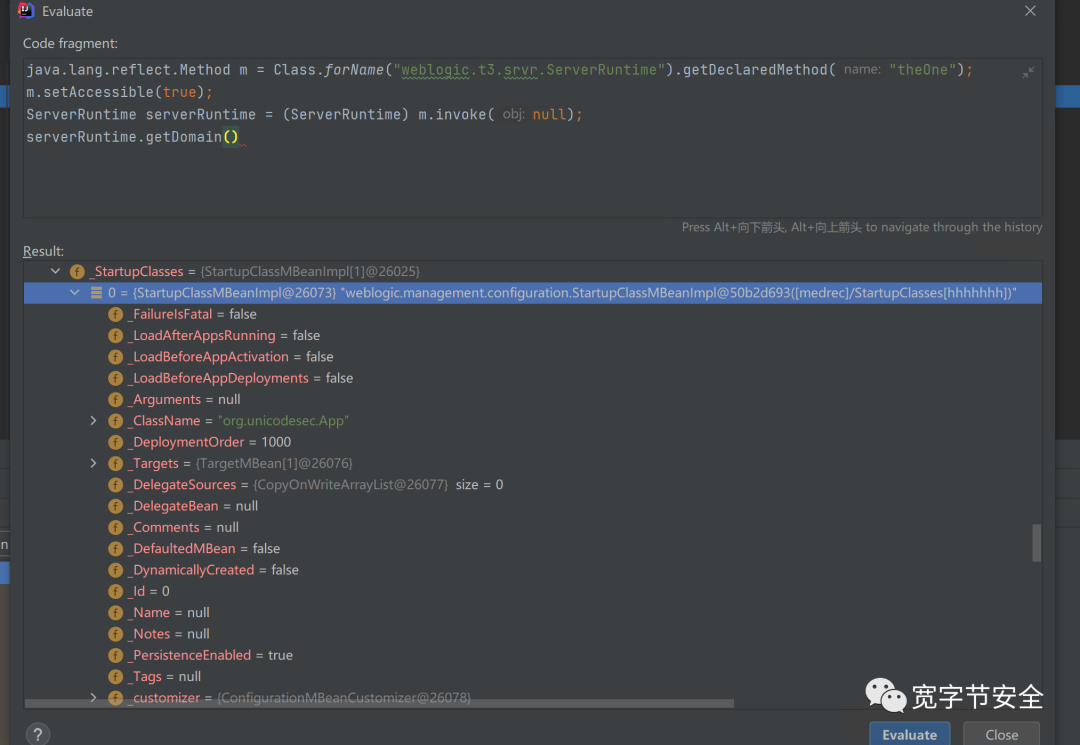 Evaluate
Code fragment:
java.lang.reflect.Method m = Class.forName("weblogic.t3.srvr.ServerRuntime").getDeclaredMethod( name: "theOne");
m.setAccessible(true);
ServerRuntime serverRuntime = (ServerRuntime) m.invoke( obj: null);
serverRuntime.getDomain()
Press Alt+向下箭头, Alt+向上箭头 to navigate through the history
Result:
f _StartupClasses = {StartupClassMBeanImpl[1]@26025}
0 = {StartupClassMBeanImpl@26073} "weblogic.management.configuration.StartupClassMBeanImpl@50b2d693([medrec]/StartupClasses[hhhhhhh])"
f _FailureIsFatal = false
f _LoadAfterAppsRunning = false
f _LoadBeforeAppActivation = false
f _LoadBeforeAppDeployments = false
f _Arguments = null
f _ClassName = "org.unicodesec.App"
f _DeploymentOrder = 1000
f _Targets = {TargetMBean[1]@26076}
f _DelegateSources = {CopyOnWriteArrayList@26077} size = 0
f _DelegateBean = null
f _Comments = null
f _DefaultedMBean = false
f _DynamicallyCreated = false
f _Id = 0
f _Name = null
f _Notes = null
f _PersistenceEnabled = true
f _Tags = null
f _customizer = {ConfigurationMBeanCustomizer@26078}
宽字节安全
?
Evaluate
Close
n